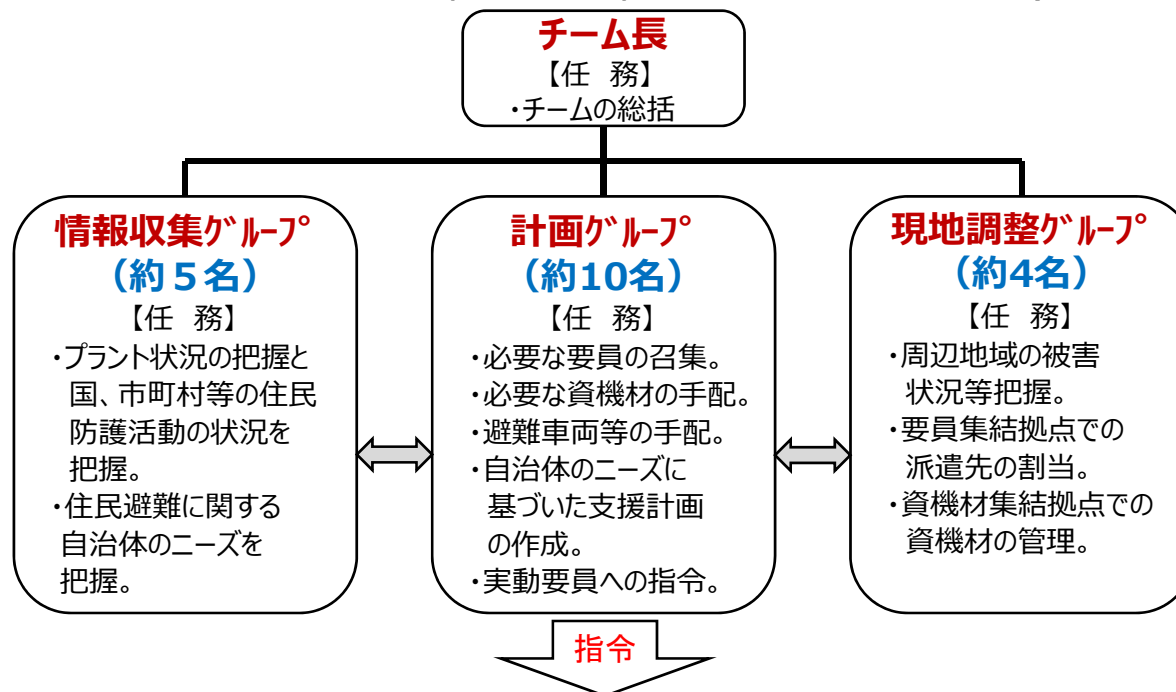 チーム長
【任 務】
・チームの総括
情報収集ｸﾞﾙｰﾌﾟ
（約５名）
【任 務】
・プラント状況の把握と
国、市町村等の住民
防護活動の状況を
把握。
・住民避難に関する
自治体のニーズを
把握。
計画ｸﾞﾙｰﾌﾟ
（約10名）
【任 務】
・必要な要員の召集。
・必要な資機材の手配。
・避難車両等の手配。
・自治体のニーズに
基づいた支援計画
の作成。
・実動要員への指令。
現地調整ｸﾞﾙｰﾌﾟ
（約4名）
【任 務】
・周辺地域の被害
状況等把握。
・要員集結拠点での
派遣先の割当。
・資機材集結拠点での
資機材の管理。
指令